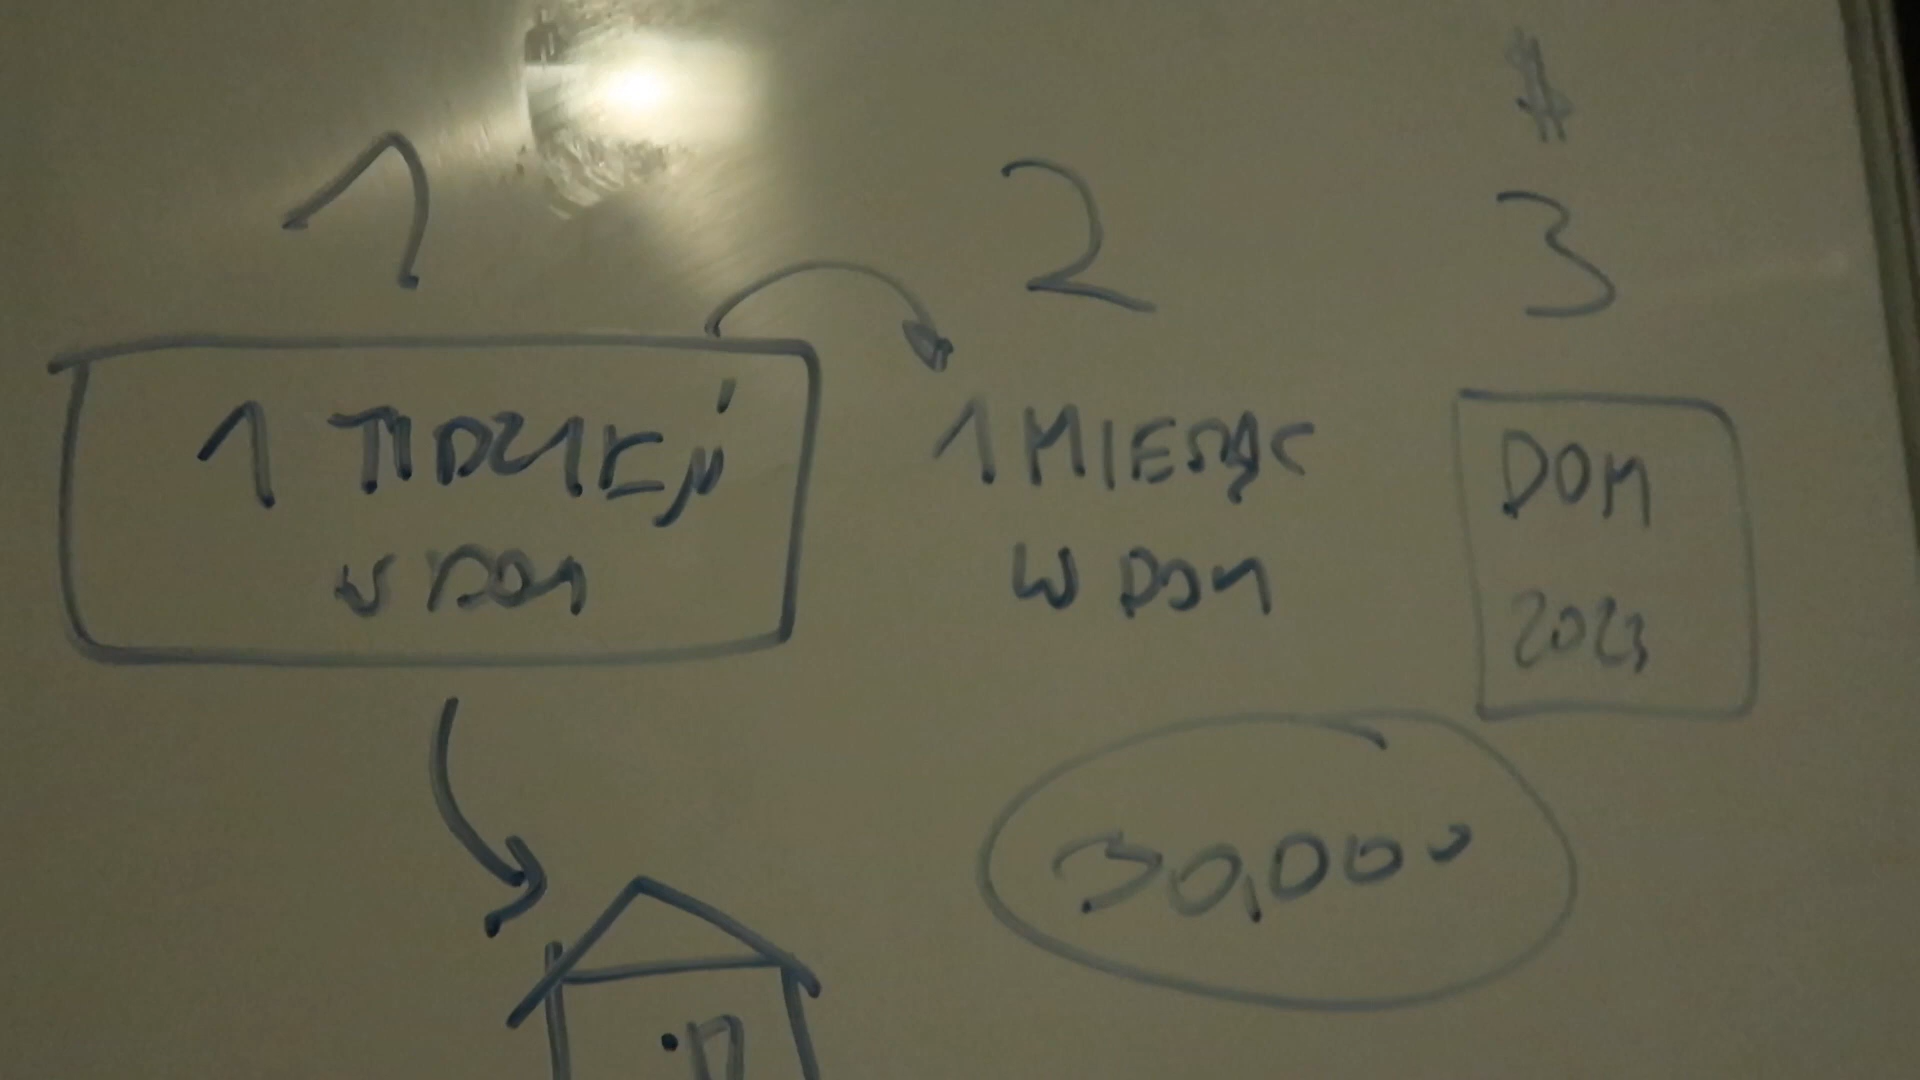 $
1
2
3
1 TYDZIEŃ
W DOM
1 MIESIĄC
W DOM
DOM
2023
30,000